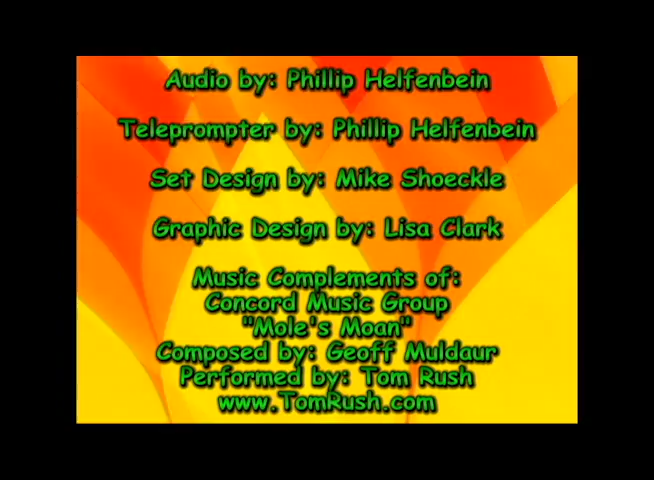 Audio by: Phillip Helfenbein
Teleprompter by: Phillip Helfenbein
Set Design by: Mike Shoeckle
Graphic Design by: Lisa Clark
Music Complements of:
Concord Music Group
"Mole's Moan"
Composed by: Geoff Muldaur
Performed by: Tom Rush
www.TomRush.com